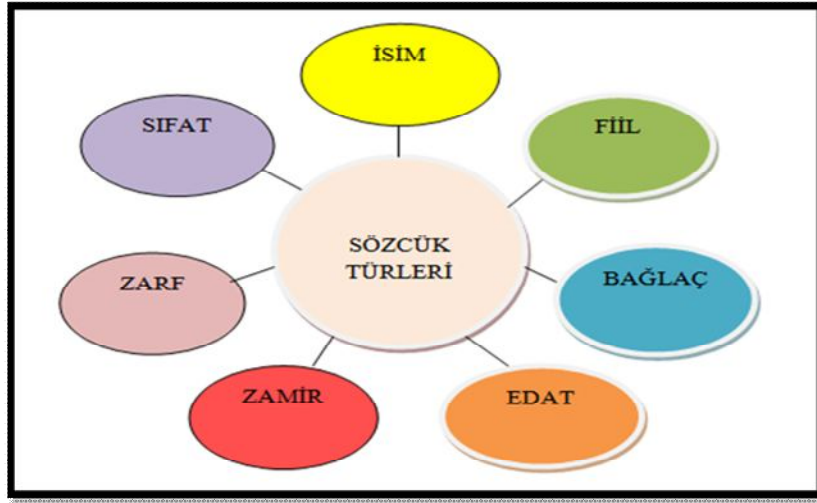 İSİM
SIFAT
FİİL
SÖZCÜK
TÜRLERİ
ZARF
BAĞLAÇ
ZAMİR
EDAT